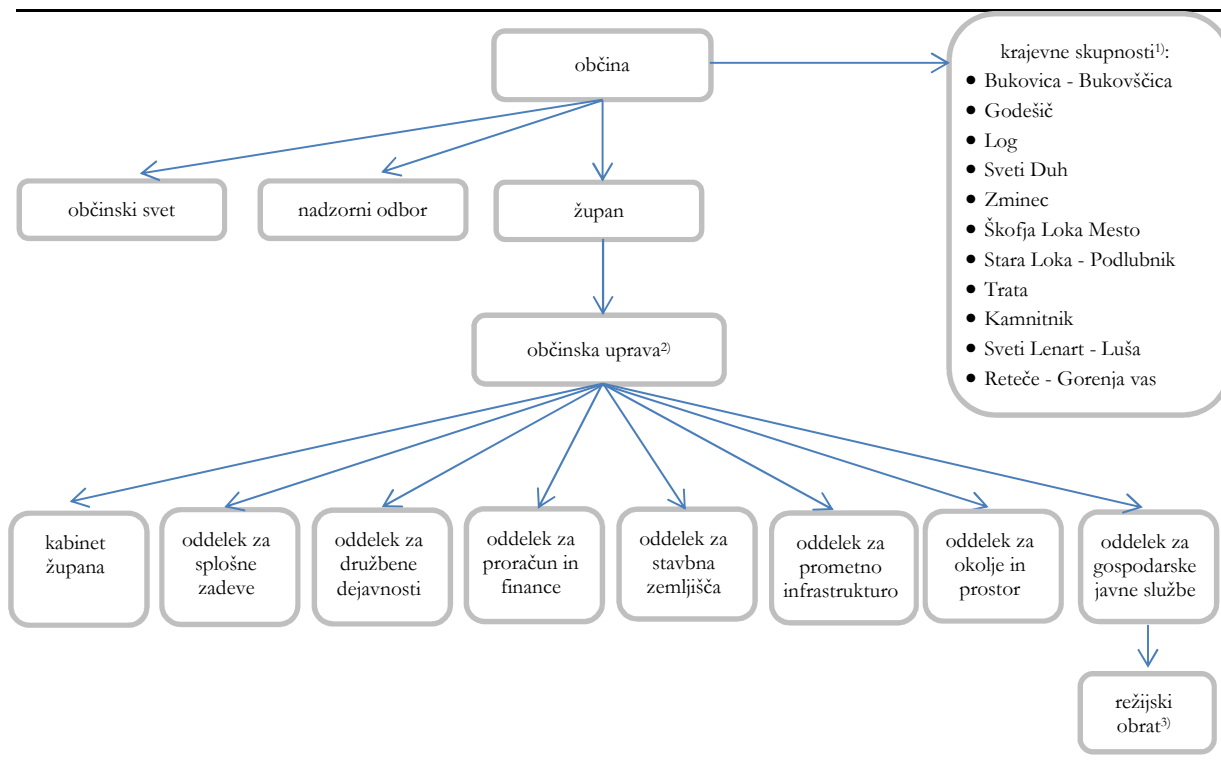 občina
krajevne skupnosti1):
• Bukovica - Bukovščica
• Godešič
• Log
• Sveti Duh
• Zminec
• Škofja Loka Mesto
• Stara Loka - Podlubnik
• Trata
• Kamnitnik
• Sveti Lenart - Luša
• Reteče - Gorenja vas
občinski svet
nadzorni odbor
župan
občinska uprava2)
kabinet
župana
oddelek za
splošne
zadeve
oddelek za
družbene
dejavnosti
oddelek za
proračun in
finance
oddelek za
stavbna
zemljišča
oddelek za
prometno
infrastrukturo
oddelek za
okolje in
prostor
oddelek za
gospodarske
javne službe
režijski
obrat3)